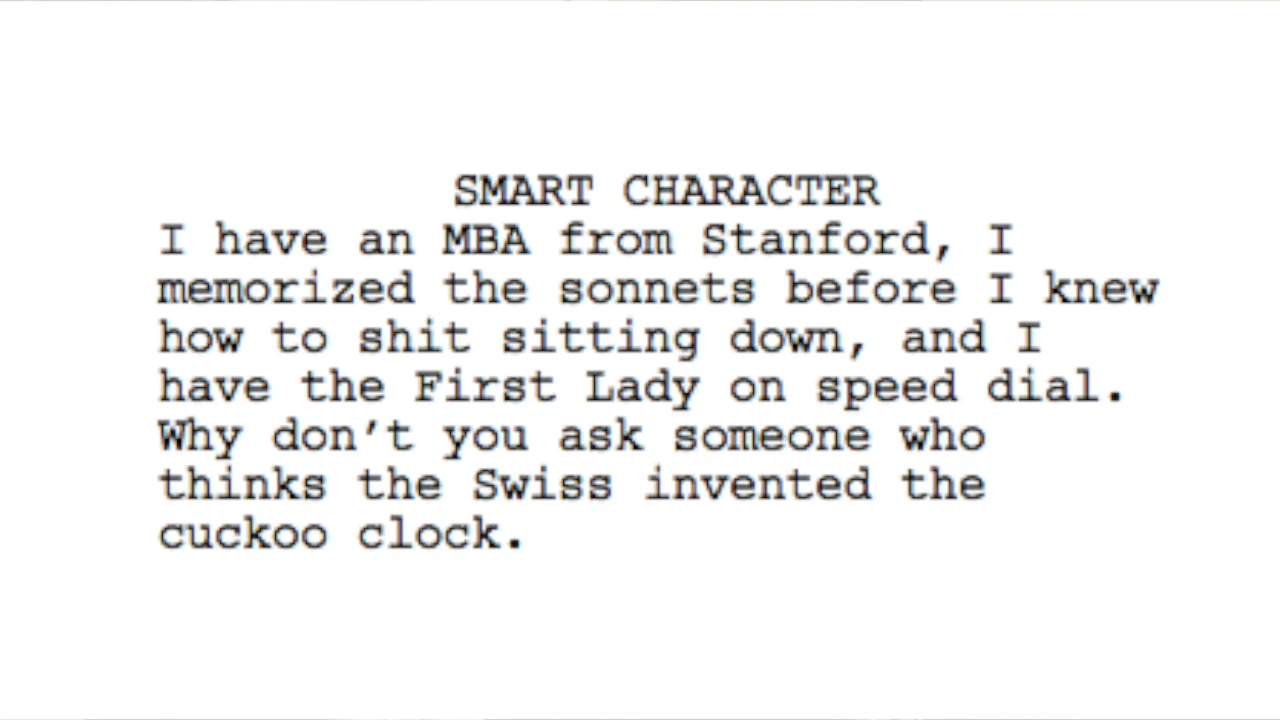 SMART CHARACTER
I have an MBA from Stanford, I
memorized the sonnets before I knew
how to shit sitting down, and I
have the First Lady on speed dial.
Why don’t you ask someone who
thinks the Swiss invented the
cuckoo clock.